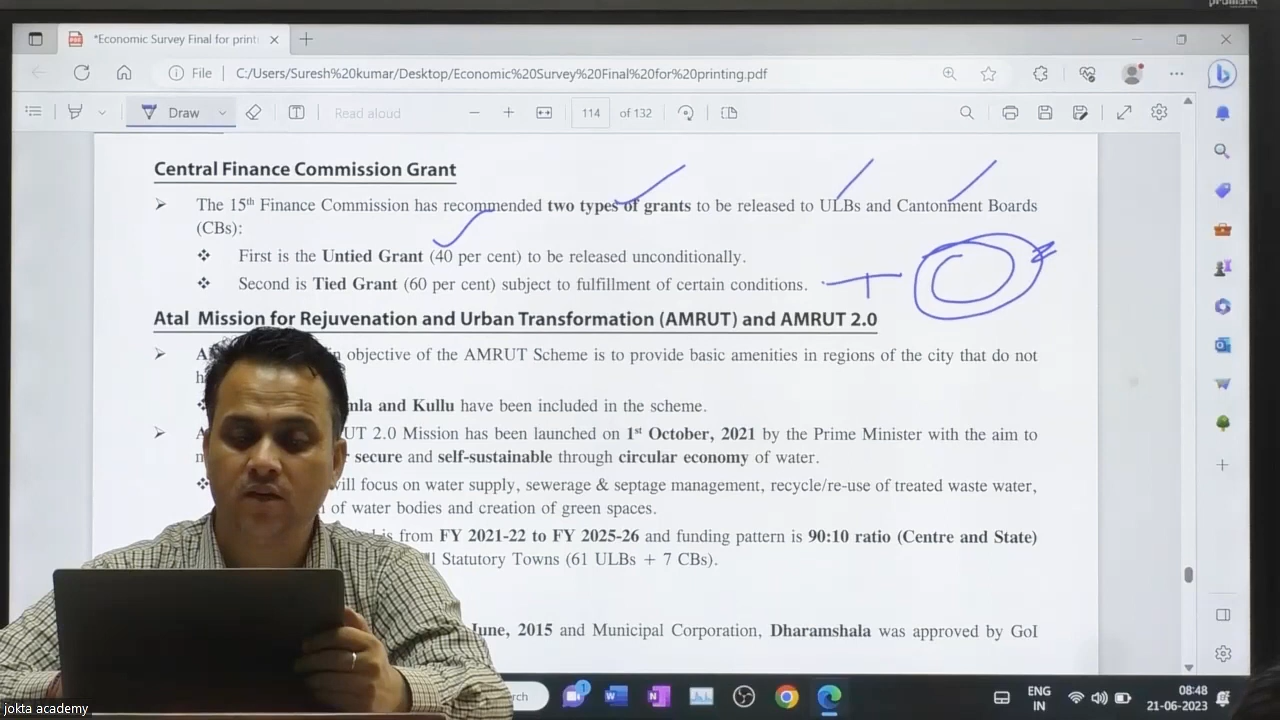 *Economic Survey Final for print
File
C:/Users/Suresh%20kumar/Desktop/Economic%20Survey%20Final%20for%20printing.pdf
Draw
Read aloud
114 of 132
Central Finance Commission Grant
➢ The 15th Finance Commission has recommended two types of grants to be released to ULBs and Cantonment Boards
(CBs):
❖ First is the Untied Grant (40 per cent) to be released unconditionally.
❖ Second is Tied Grant (60 per cent) subject to fulfillment of certain conditions.
Atal Mission for Rejuvenation and Urban Transformation (AMRUT) and AMRUT 2.0
objective of the AMRUT Scheme is to provide basic amenities in regions of the city that do not
and Kullu have been included in the scheme.
2.0 Mission has been launched on 1st October, 2021 by the Prime Minister with the aim to
secure and self-sustainable through circular economy of water.
will focus on water supply, sewerage & septage management, recycle/re-use of treated waste water,
of water bodies and creation of green spaces.
is from FY 2021-22 to FY 2025-26 and funding pattern is 90:10 ratio (Centre and State)
Statutory Towns (61 ULBs + 7 CBs).
June, 2015 and Municipal Corporation, Dharamshala was approved by GoI
ENG
IN
08:48
21-06-2023
jokta academy